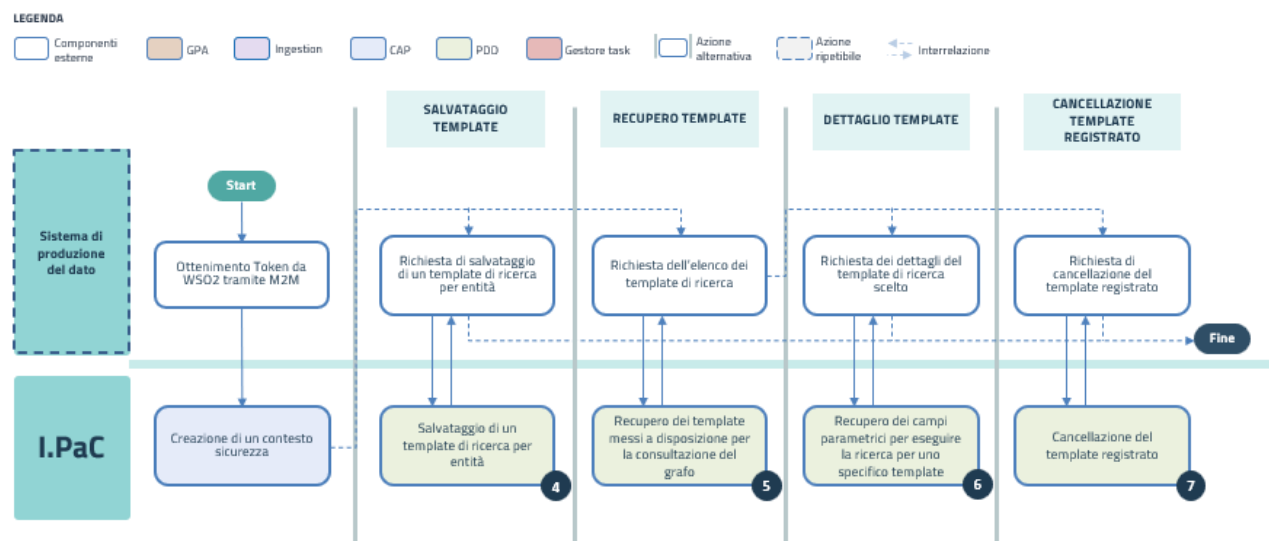 LEGENDA
Componenti
esterne
GPA
Ingestion
CAP
PDD
Gestore task
Azione
alternativa
Azione
ripetibile
Interrelazione
SALVATAGGIO
TEMPLATE
RECUPERO TEMPLATE
DETTAGLIO TEMPLATE
CANCELLAZIONE
TEMPLATE
REGISTRATO
Sistema di
produzione
del dato
Start
Ottenimento Token da
WSO2 tramite M2M
Richiesta di salvataggio
di un template di ricerca
per entità
Richiesta dell'elenco dei
template di ricerca
Richiesta dei dettagli del
template di ricerca
scelto
Richiesta di
cancellazione del
template registrato
Fine
I.PaC
Creazione di un contesto
sicurezza
Salvataggio di un
template di ricerca per
entità
4
Recupero dei template
messi a disposizione per
la consultazione del
grafo
5
Recupero dei campi
parametrici per eseguire
la ricerca per uno
specifico template
6
Cancellazione del
template registrato
7